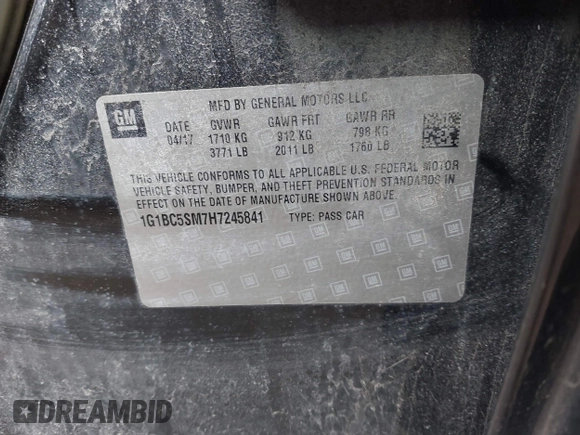 GM
MFD BY GENERAL MOTORS LLC
DATE GVWR GAWR FRT GAWR RR
04/17 1710 KG 912 KG 798 KG
3771 LB 2011 LB 1760 LB
THIS VEHICLE CONFORMS TO ALL APPLICABLE U.S. FEDERAL MOTOR
VEHICLE SAFETY, BUMPER, AND THEFT PREVENTION STANDARDS IN
EFFECT ON THE DATE OF MANUFACTURE SHOWN ABOVE.
1G1BC5SM7H7245841 TYPE: PASS CAR
DREAMBID